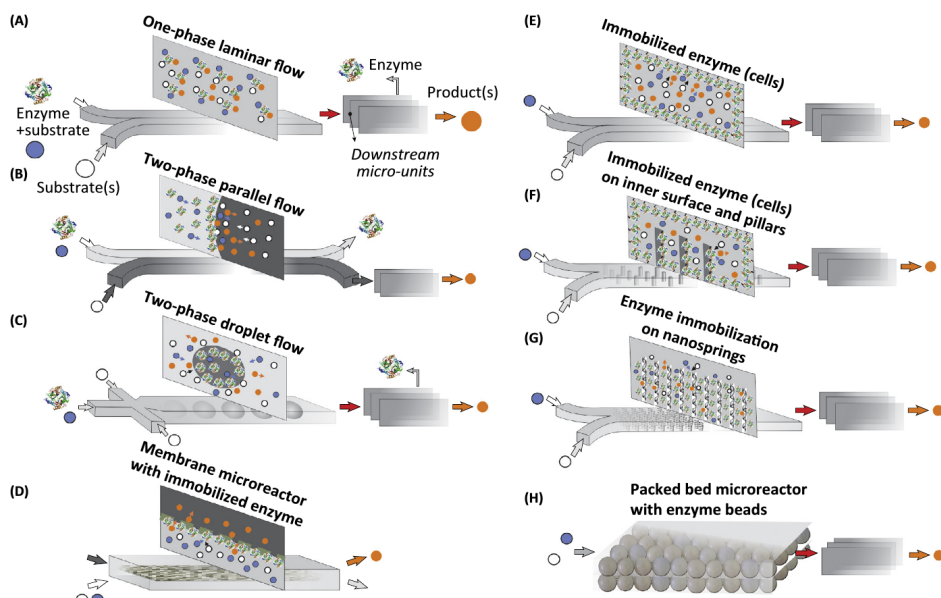 (A)
One-phase laminar flow
Enzyme
+substrate
Substrate(s)
Enzyme
Product(s)
Downstream
micro-units
(B)
Two-phase parallel flow
(C)
Two-phase droplet flow
(D)
Membrane microreactor
with immobilized enzyme
(E)
Immobilized enzyme (cells)
(F)
Immobilized enzyme (cells)
on inner surface and pillars
(G)
Enzyme immobilization
on nanosprings
(H)
Packed bed microreactor
with enzyme beads